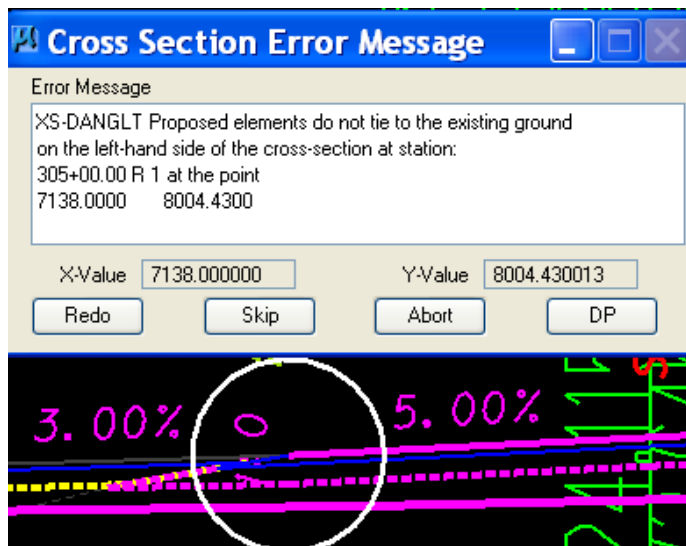 Cross Section Error Message
Error Message
XS-DANGLT Proposed elements do not tie to the existing ground
on the left-hand side of the cross-section at station:
305+00.00 R 1 at the point
7138.0000 8004.4300
X-Value 7138.000000 Y-Value 8004.430013
Redo Skip Abort DP
3.00% 0 5.00%